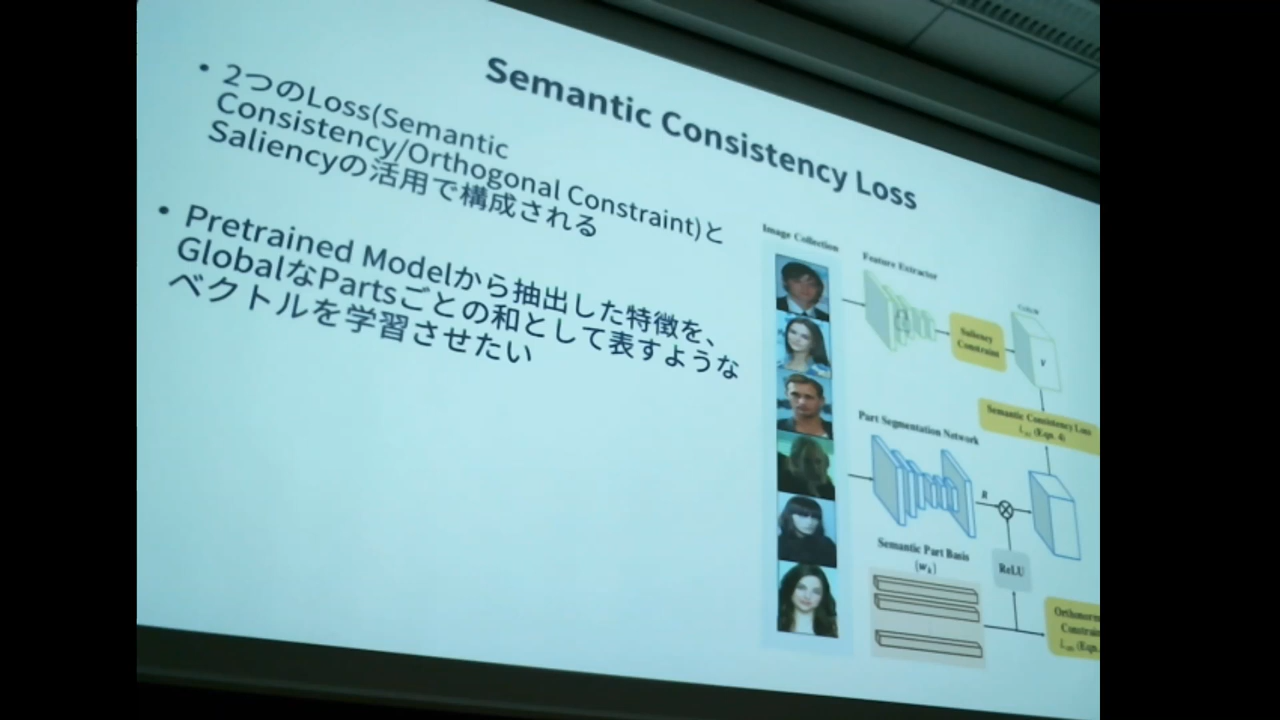 Semantic Consistency Loss
• 2つのLoss(Semantic
Consistency/Orthogonal Constraint)と
Saliencyの活用で構成される
• Pretrained Modelから抽出した特徴を、
GlobalなPartsごとの和として表すような
ベクトルを学習させたい
Image Collection
Feature Extractor
Saliency
Constraint
V
Semantic Consistency Loss
(Eqn. 4)
Part Segmentation Network
R
Semantic Part Basis
(wk)
ReLU